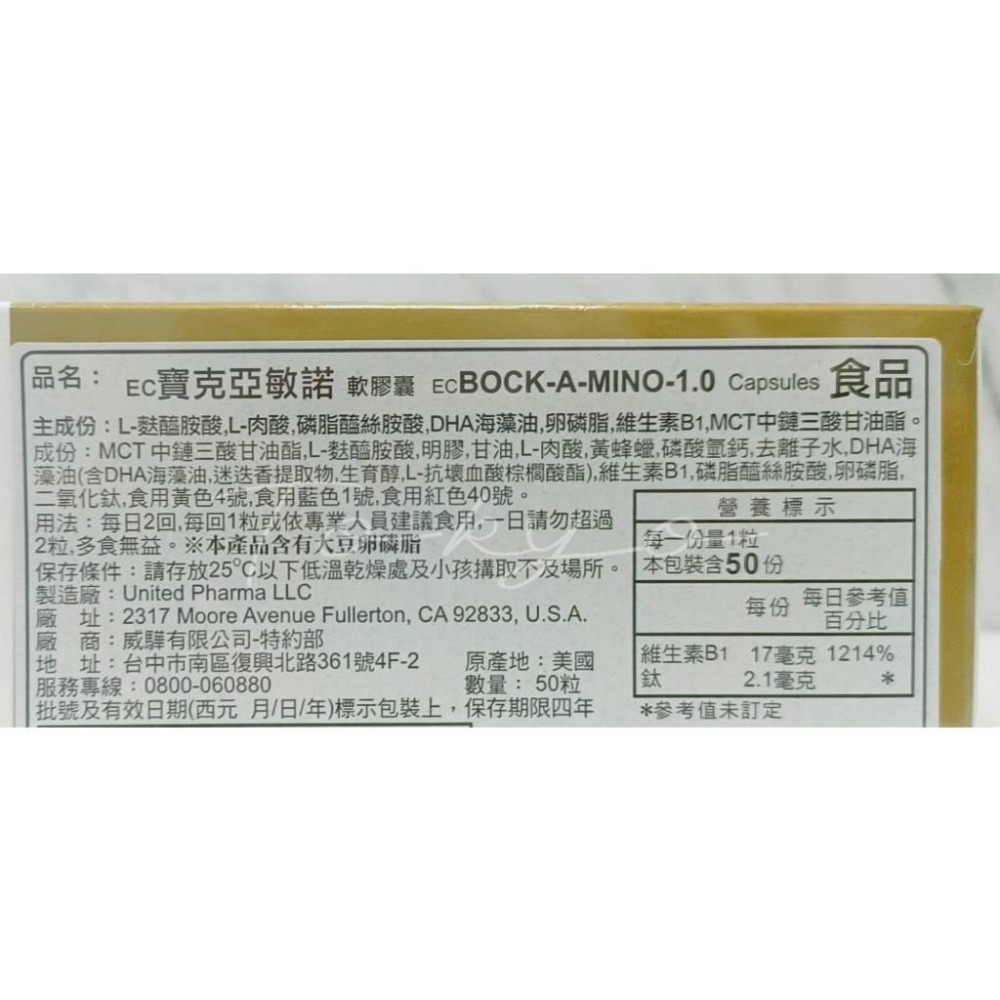 品名： EC寶克亞敏諾 軟膠囊 ECBOCK-A-MINO-1.0 Capsules 食品
主成份：L-麩醯胺酸,L-肉酸,磷脂醯絲胺酸,DHA海藻油,卵磷脂,維生素B1,MCT中鏈三酸甘油酯。
成份：MCT 中鏈三酸甘油酯,L-麩醯胺酸,明膠,甘油,L-肉酸,黃蜂蠟,磷酸氫鈣,去離子水,DHA海
藻油(含DHA海藻油,迷迭香提取物,生育醇,L-抗壞血酸棕櫚酸酯),維生素B1,磷脂醯絲胺酸,卵磷脂,
二氧化鈦,食用黃色4號,食用藍色1號,食用紅色40號。
用法：每日2回,每回1粒或依專業人員建議食用,一日請勿超過
2粒,多食無益。※本產品含有大豆卵磷脂
保存條件：請存放25°C以下低溫乾燥處及小孩搆取不及場所。
製造廠：United Pharma LLC
廠 址：2317 Moore Avenue Fullerton, CA 92833, U.S.A.
廠 商：威驊有限公司-特約部
地 址：台中市南區復興北路361號4F-2 原產地：美國
服務專線：0800-060880 數量：50粒
批號及有效日期(西元 月/日/年)標示包裝上，保存期限四年
營養標示
每一份量1粒
本包裝含50份
每份 每日參考值
百分比
維生素B1 17毫克 1214%
鈦 2.1毫克 *
*參考值未訂定